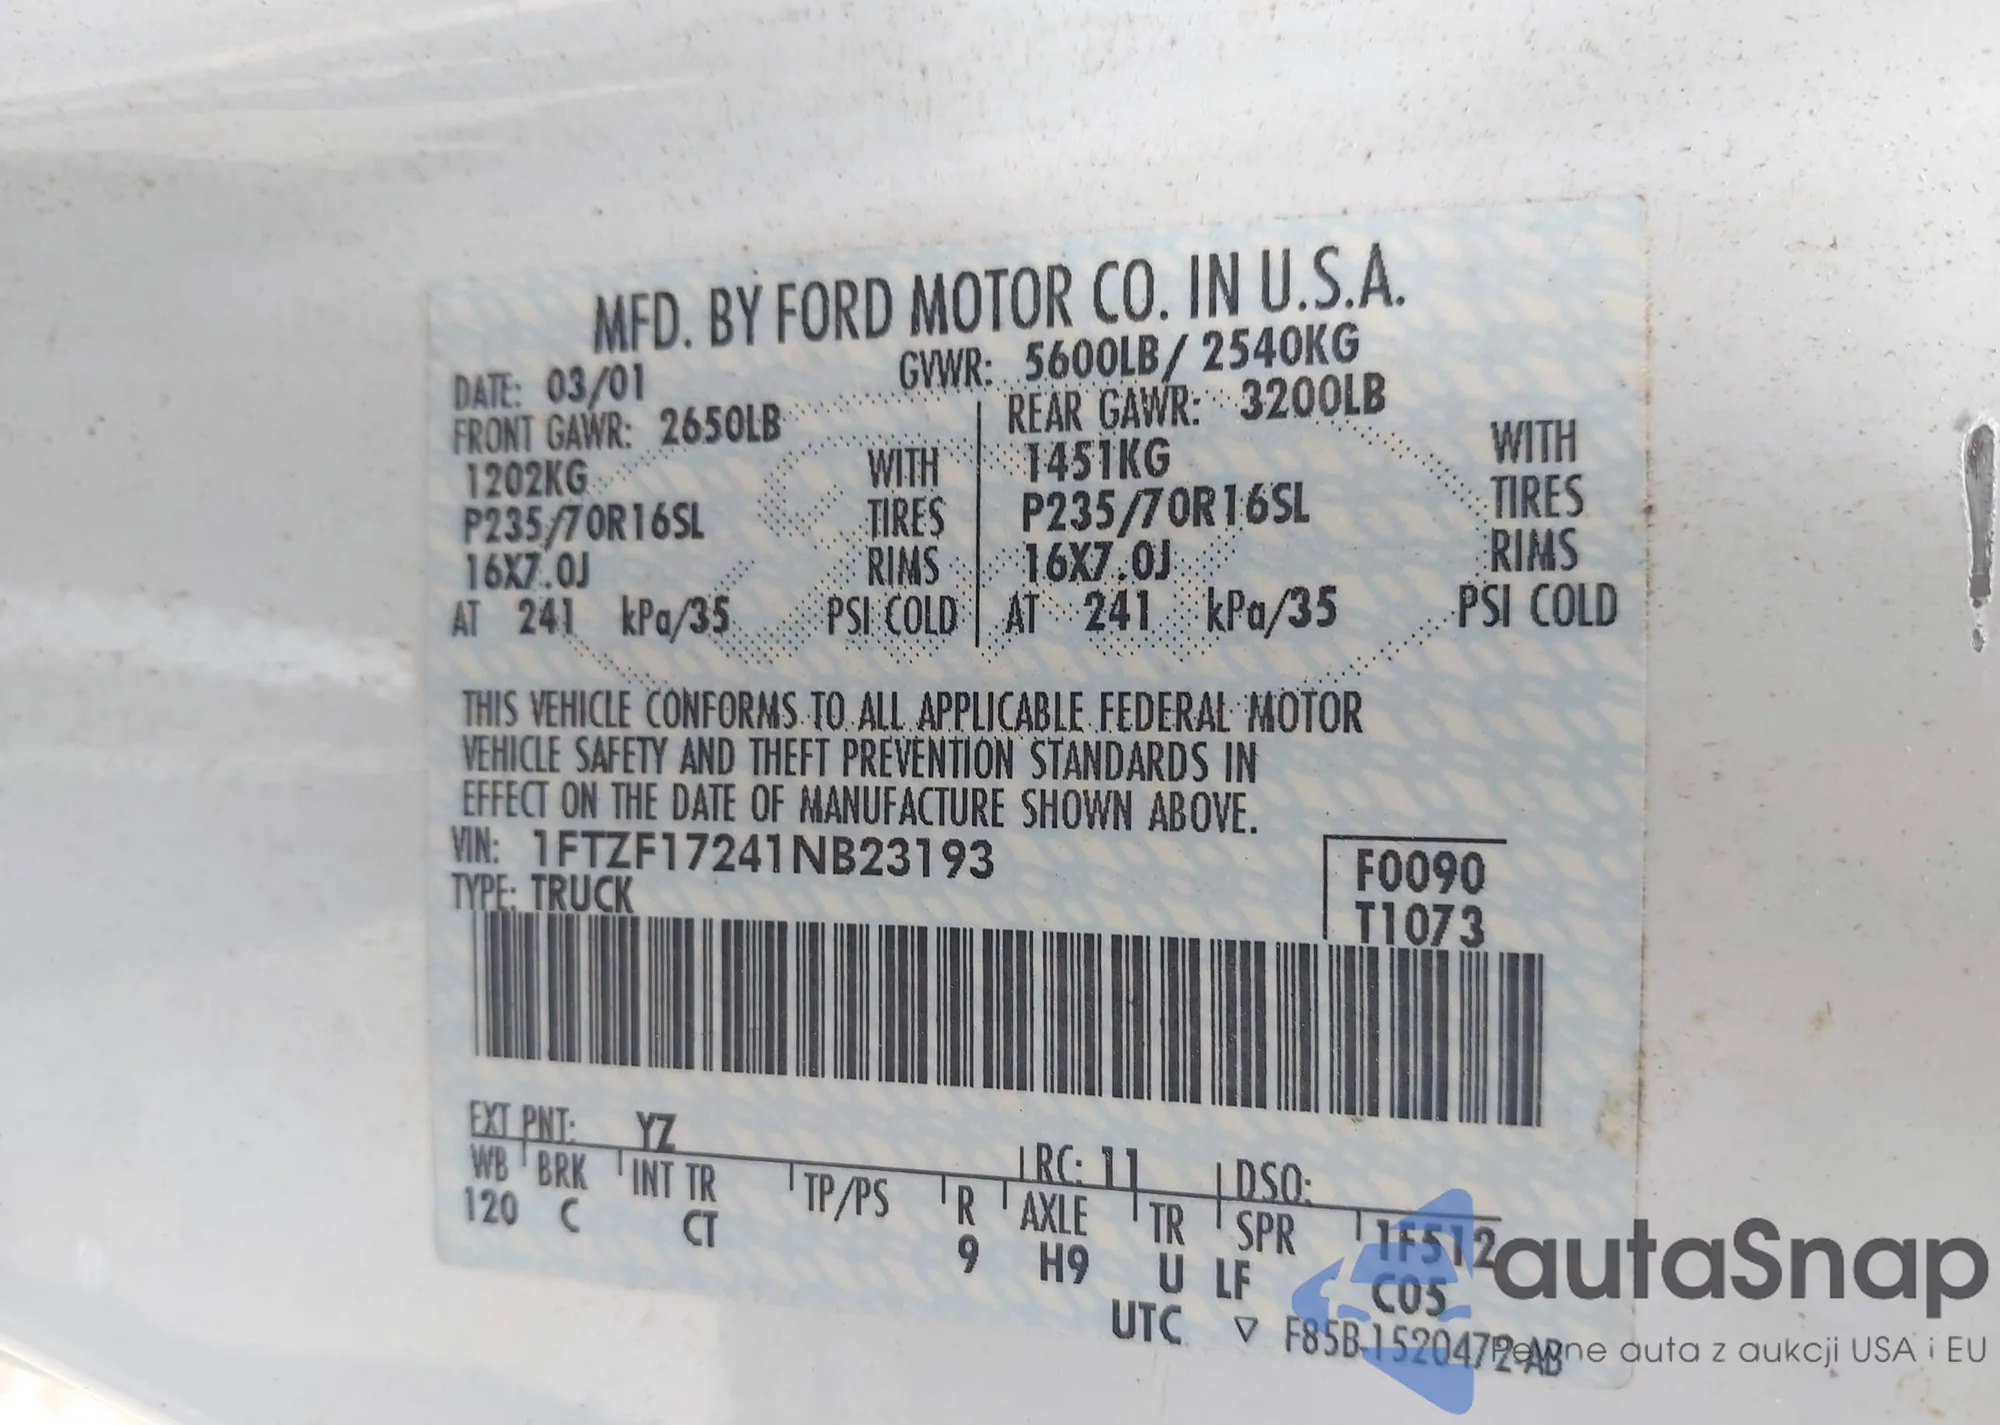 MFD. BY FORD MOTOR CO. IN U.S.A.
DATE: 03/01 GVWR: 5600LB/ 2540KG
FRONT GAWR: 2650LB REAR GAWR: 3200LB
1202KG WITH 1451KG WITH
P235/70R16SL TIRES P235/70R16SL TIRES
16X7.0J RIMS 16X7.0J RIMS
AT 241 kPa/35 PSI COLD AT 241 kPa/35 PSI COLD
THIS VEHICLE CONFORMS TO ALL APPLICABLE FEDERAL MOTOR
VEHICLE SAFETY AND THEFT PREVENTION STANDARDS IN
EFFECT ON THE DATE OF MANUFACTURE SHOWN ABOVE.
VIN: 1FTZF17241NB23193 F0090
TYPE: TRUCK T1073
EXT PNT: YZ RC: 11 DSO:
WB BRK INT TR TP/PS R AXLE TR SPR 1F512
120 C CT 9 H9 U LF C05
UTC ▽ F85B-1520472-AB
autaSnap
Pewne auta z aukcji USA i EU